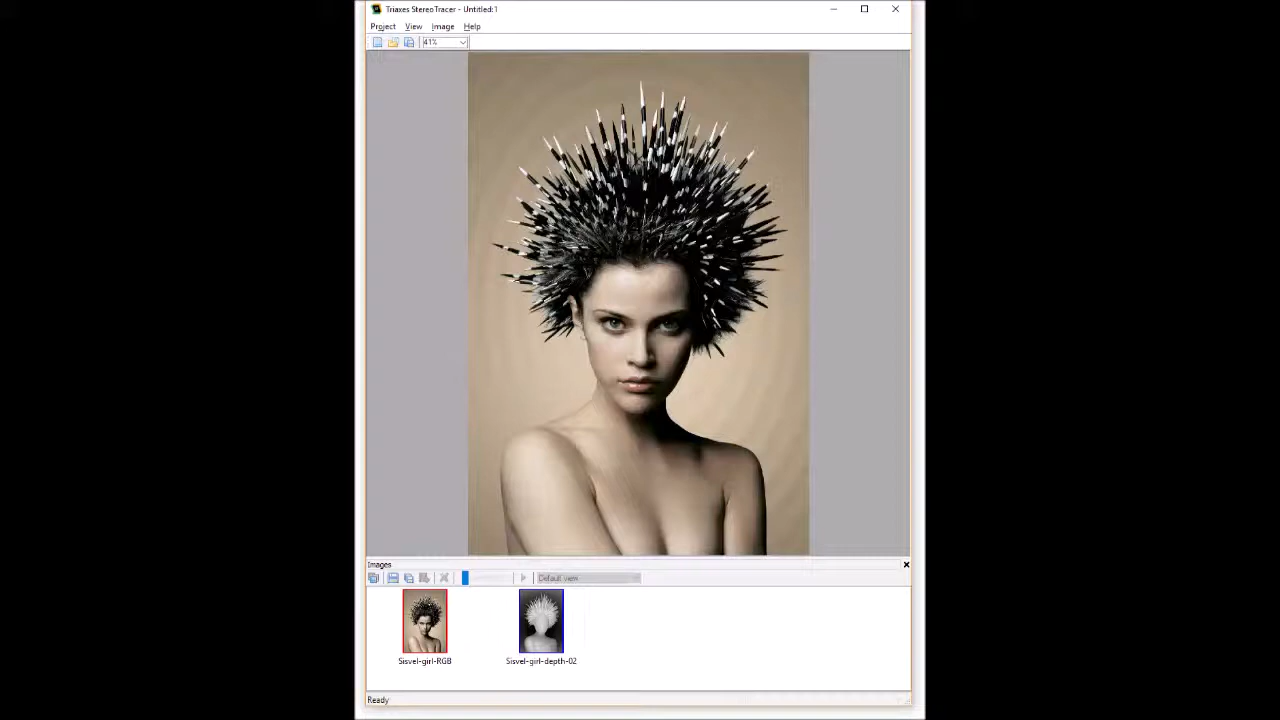 Triaxes StereoTracer - Untitled:1
Project View Image Help
41%
Images
Default view
Sisvel-girl-RGB
Sisvel-girl-depth-02
Ready